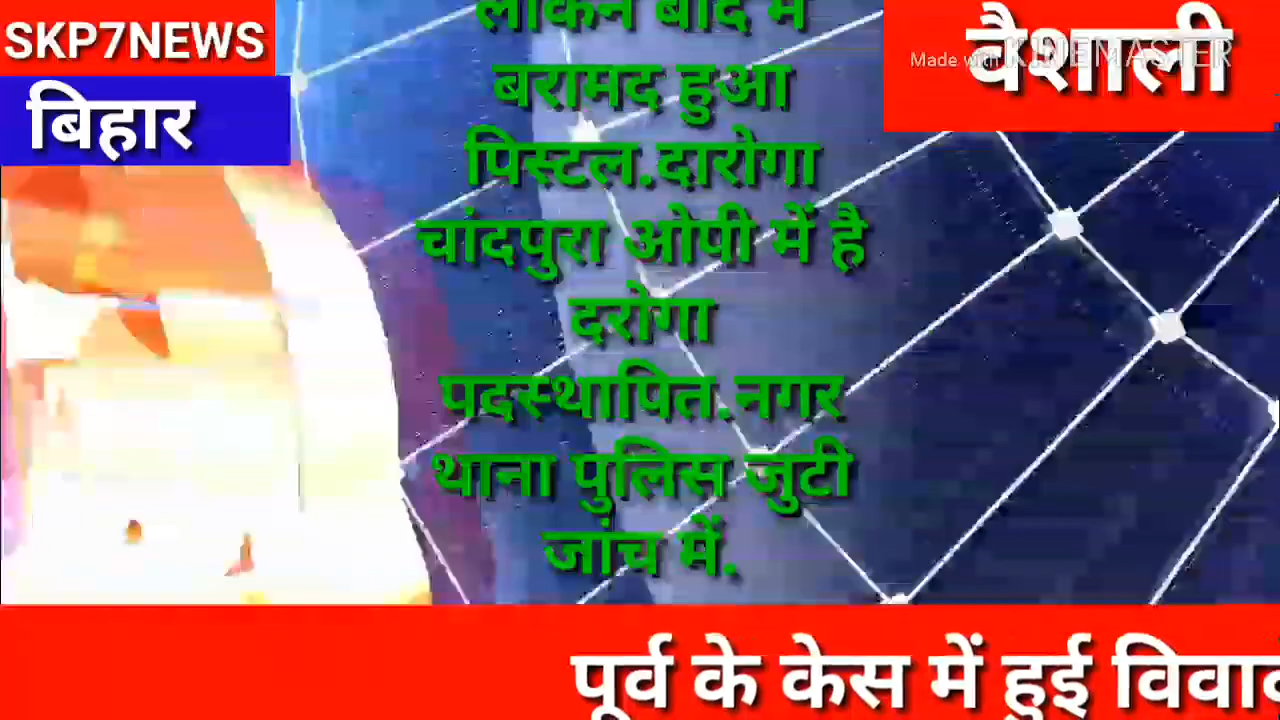 SKP7NEWS
बिहार
वैशाली
Made with KINEMASTER
लेकिन बाद में
बरामद हुआ
पिस्टल.दारोगा
चांदपुरा ओपी में है
दरोगा
पदस्थापित.नगर
थाना पुलिस जुटी
जांच में.
पूर्व के केस में हुई